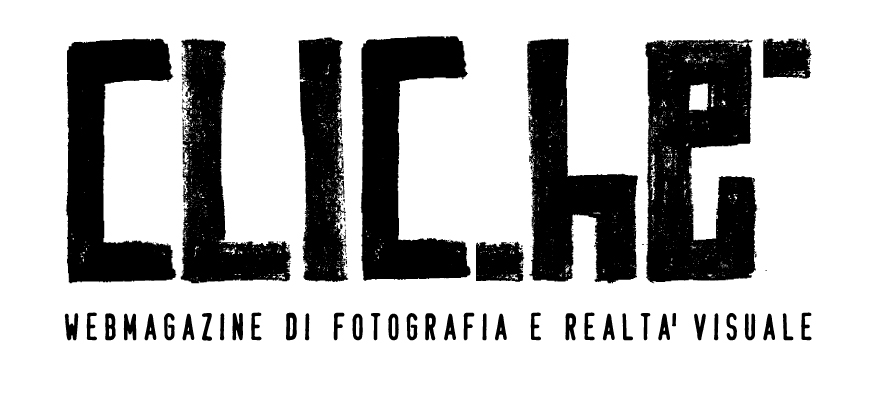 CLIC.hE'
WEBMAGAZINE DI FOTOGRAFIA E REALTA' VISUALE